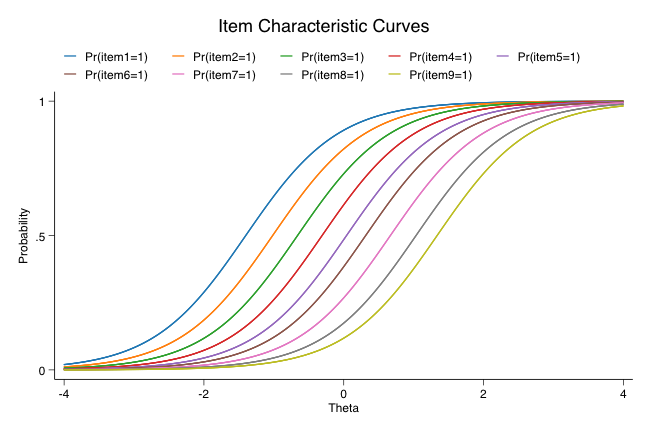 Item Characteristic Curves
Pr(item1=1) Pr(item2=1) Pr(item3=1) Pr(item4=1) Pr(item5=1)
Pr(item6=1) Pr(item7=1) Pr(item8=1) Pr(item9=1)
1
.5
0
Probability
-4 -2 0 2 4
Theta